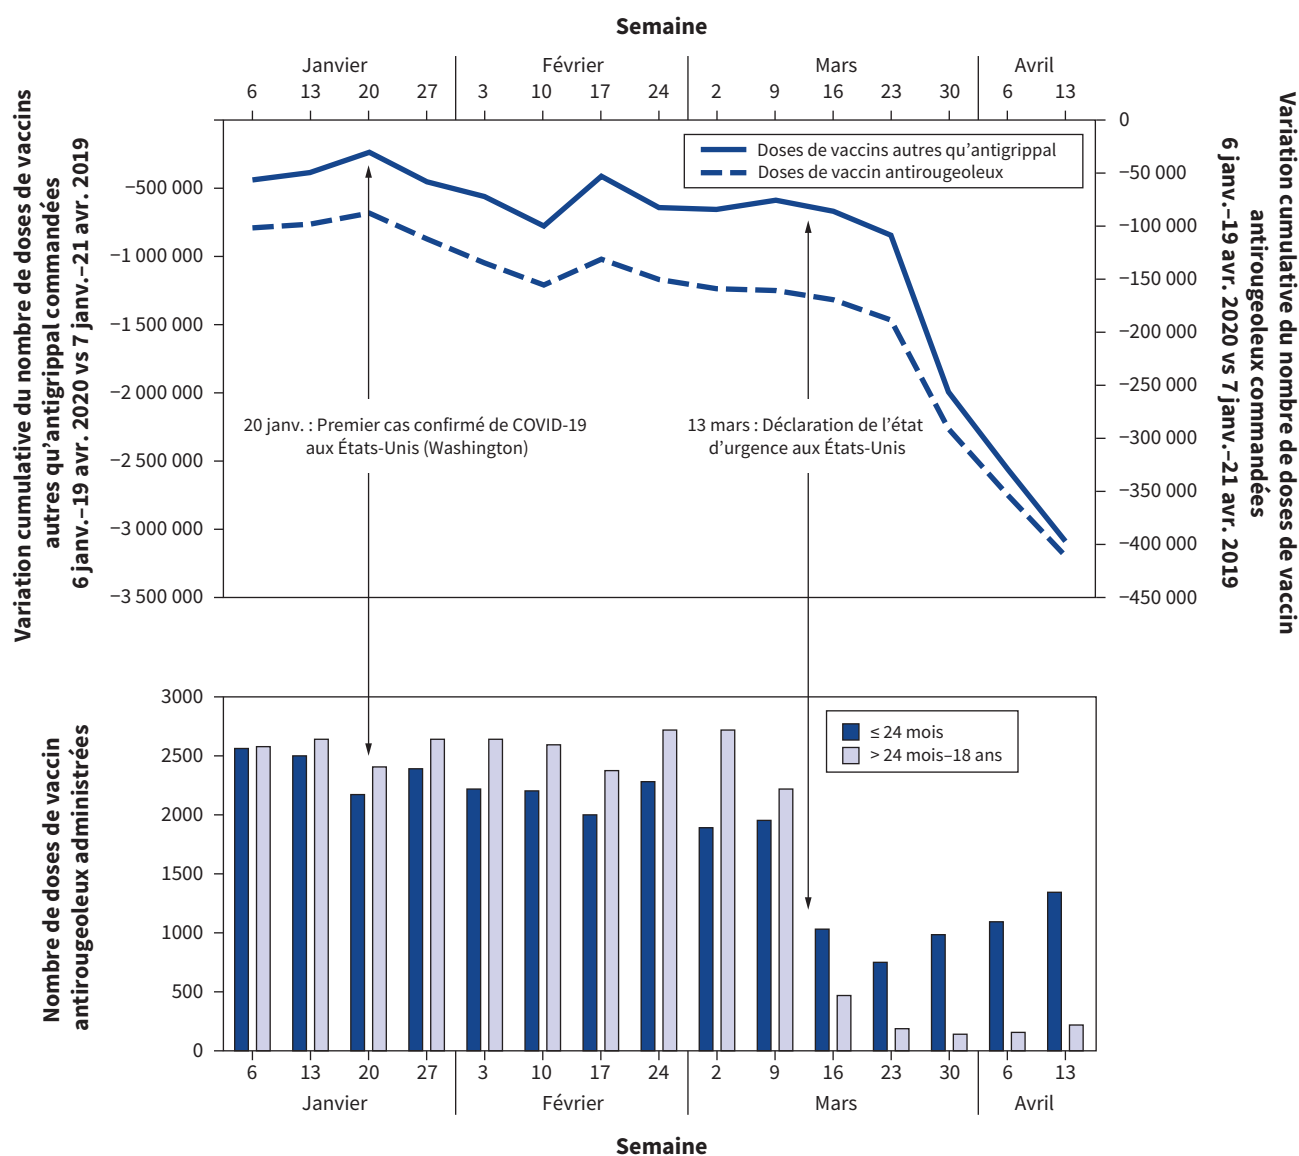 Semaine
Janvier Février Mars Avril
6 13 20 27 3 10 17 24 2 9 16 23 30 6 13
Variation cumulative du nombre de doses de vaccins
autres qu’antigrippal commandées
6 janv.–19 avr. 2020 vs 7 janv.–21 avr. 2019
−500 000
−1 000 000
−1 500 000
−2 000 000
−2 500 000
−3 000 000
−3 500 000
Doses de vaccins autres qu’antigrippal
Doses de vaccin antirougeoleux
20 janv. : Premier cas confirmé de COVID-19
aux États-Unis (Washington)
13 mars : Déclaration de l’état
d’urgence aux États-Unis
0
−50 000
−100 000
−150 000
−200 000
−250 000
−300 000
−350 000
−400 000
−450 000
Variation cumulative du nombre de doses de vaccin
antirougeoleux commandées
6 janv.–19 avr. 2020 vs 7 janv.–21 avr. 2019
Nombre de doses de vaccin
antirougeoleux administrées
3000
2500
2000
1500
1000
500
0
≤ 24 mois
> 24 mois–18 ans
6 13 20 27 3 10 17 24 2 9 16 23 30 6 13
Janvier Février Mars Avril
Semaine